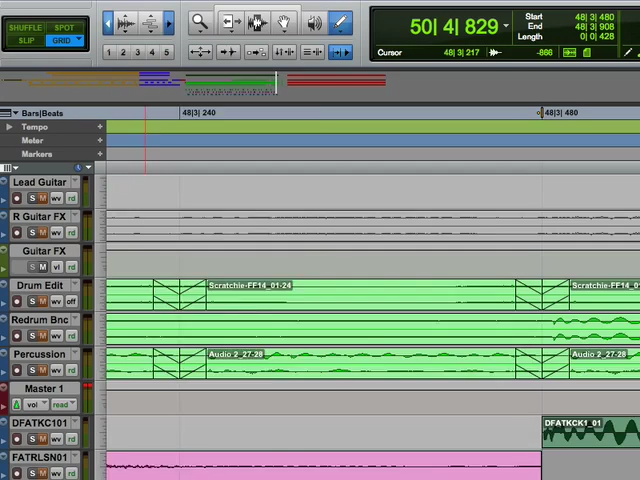 SHUFFLE SPOT
SLIP GRID
1 2 3 4 5
50| 4| 829
Start 48| 3| 480
End 48| 3| 908
Length 0| 0| 428
Cursor 48| 3| 217 -866
Bars|Beats 48|3| 240 48|3| 480
Tempo
Meter
Markers
Lead Guitar
S M wv rd
R Guitar FX
S M wv rd
Guitar FX
S M vl rd
Drum Edit Scratchie-FF14_01-24
S M wv off
Redrum Bnc
S M wv rd
Percussion Audio 2_27-28 Audio 2_27-28
S M wv rd
Master 1
vol read
DFATKC101 DFATKCK1_01
S M wv rd
FATRLSN01
S M wv rd